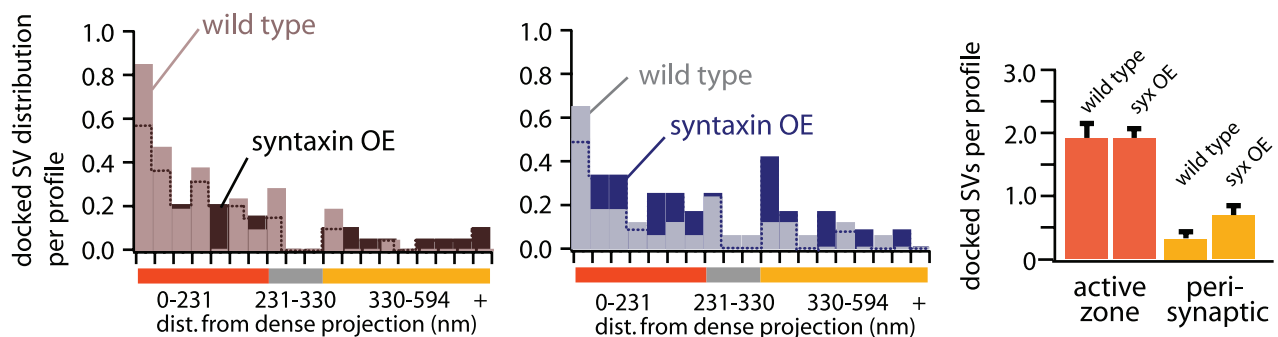 docked SV distribution
per profile
1.0
0.8
0.6
0.4
0.2
0.0
wild type
syntaxin OE
0-231 231-330 330-594 +
dist. from dense projection (nm)
1.0
0.8
0.6
0.4
0.2
0.0
wild type
syntaxin OE
0-231 231-330 330-594 +
dist. from dense projection (nm)
docked SVs per profile
3.0
2.0
1.0
0
wild type
syx OE
wild type
syx OE
active
zone
peri-
synaptic